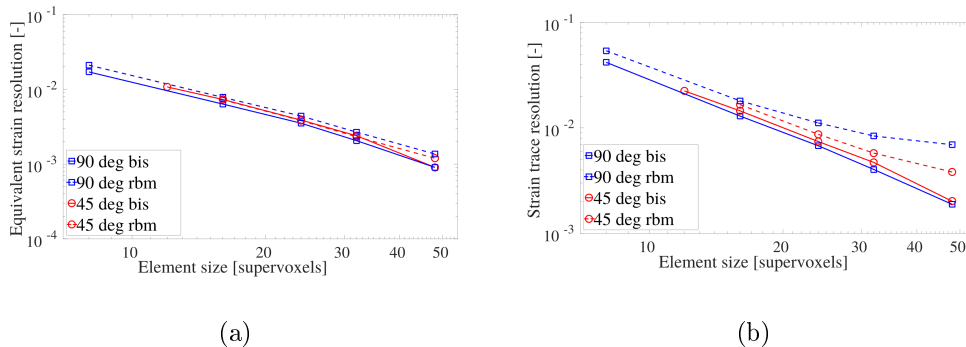 Equivalent strain resolution [-]
10^-1
10^-2
10^-3
10^-4
90 deg bis
90 deg rbm
45 deg bis
45 deg rbm
10
20
30
40
50
Element size [supervoxels]
(a)
Strain trace resolution [-]
10^-1
10^-2
10^-3
90 deg bis
90 deg rbm
45 deg bis
45 deg rbm
10
20
30
40
50
Element size [supervoxels]
(b)